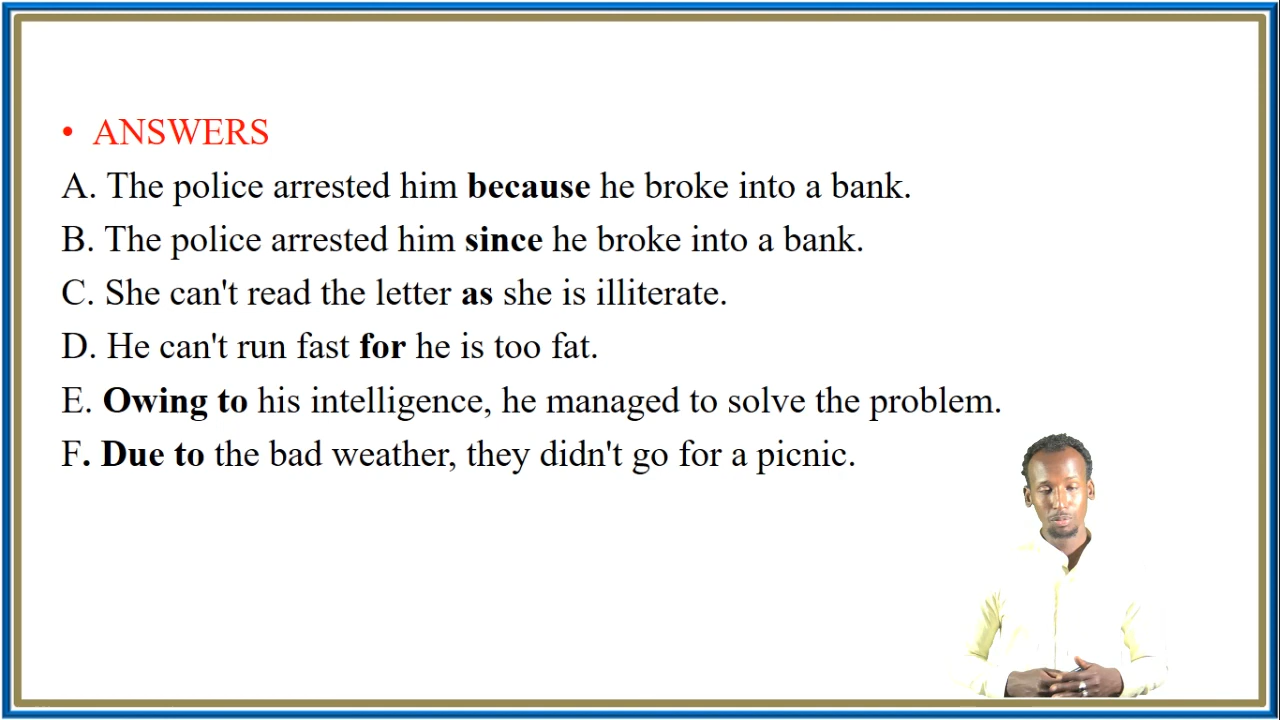 • ANSWERS
A. The police arrested him because he broke into a bank.
B. The police arrested him since he broke into a bank.
C. She can't read the letter as she is illiterate.
D. He can't run fast for he is too fat.
E. Owing to his intelligence, he managed to solve the problem.
F. Due to the bad weather, they didn't go for a picnic.